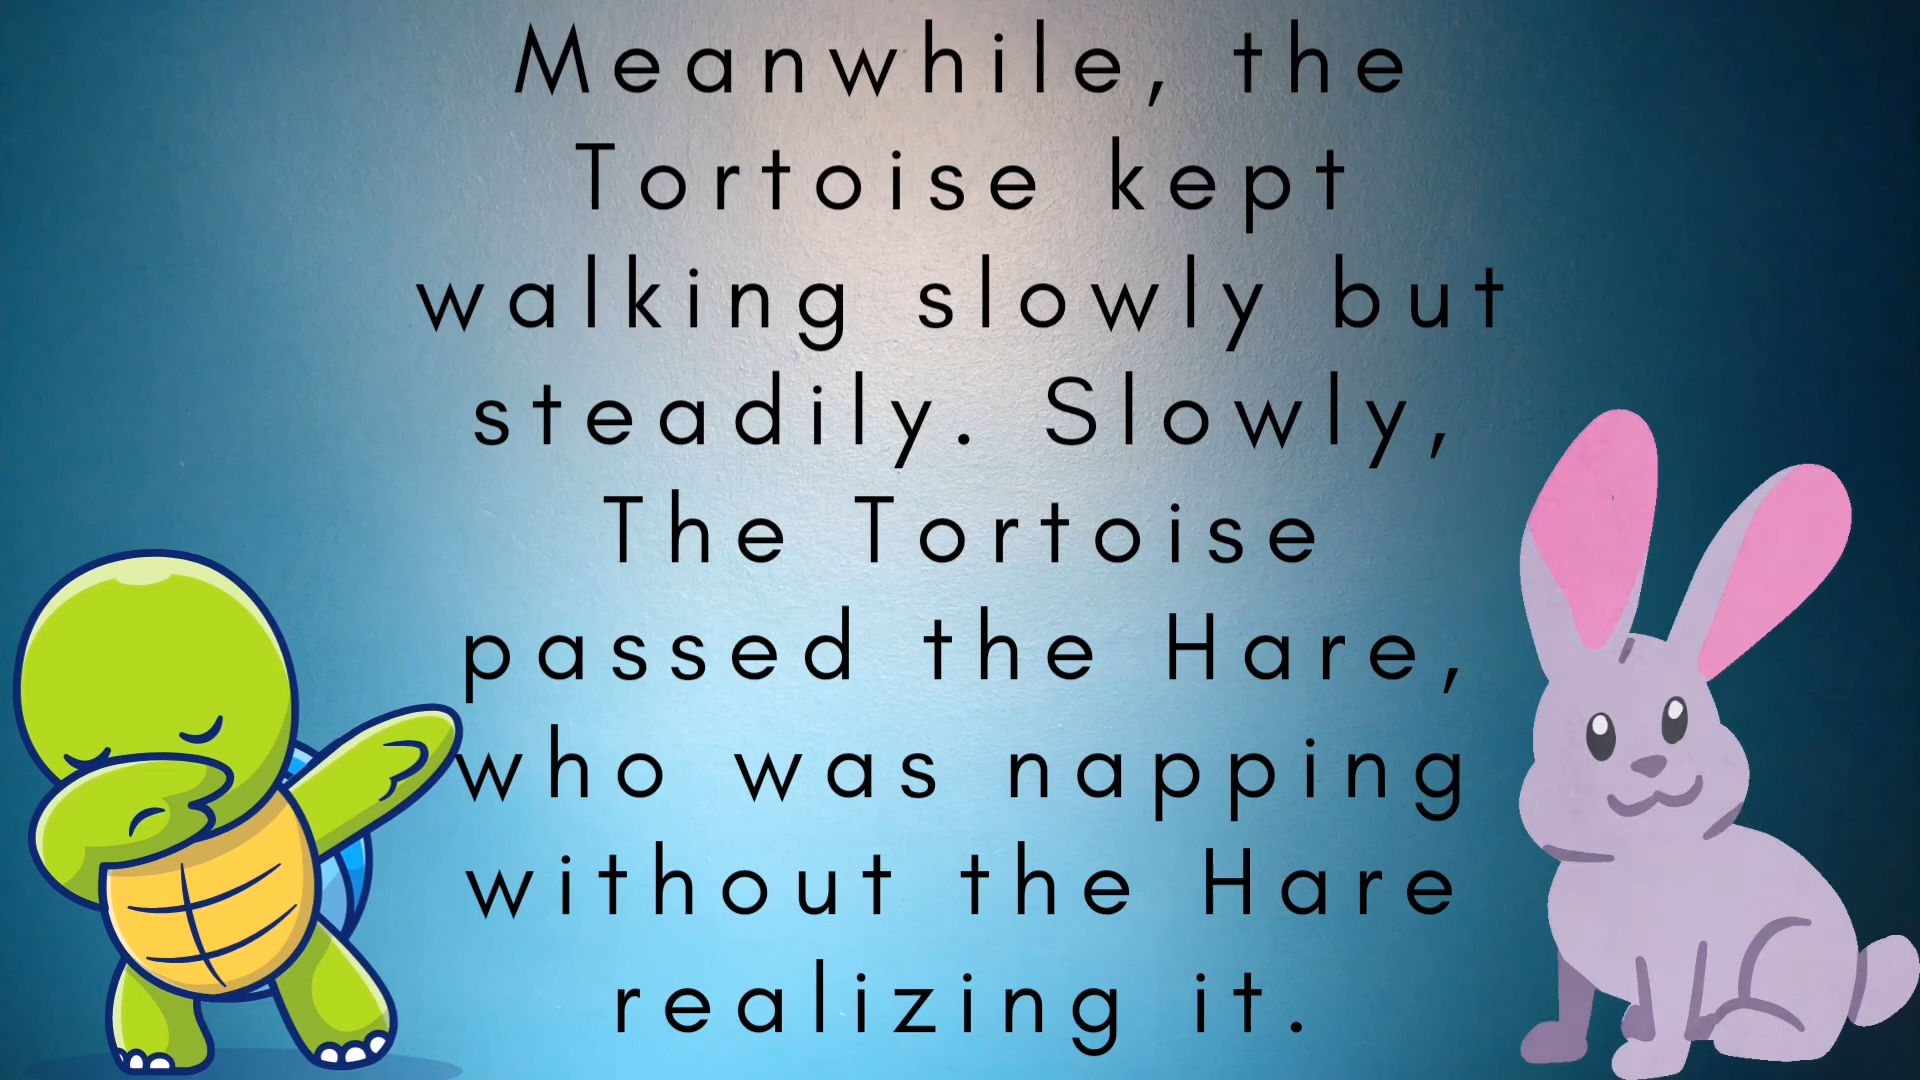 Meanwhile, the
Tortoise kept
walking slowly but
steadily. Slowly,
The Tortoise
passed the Hare,
who was napping
without the Hare
realizing it.